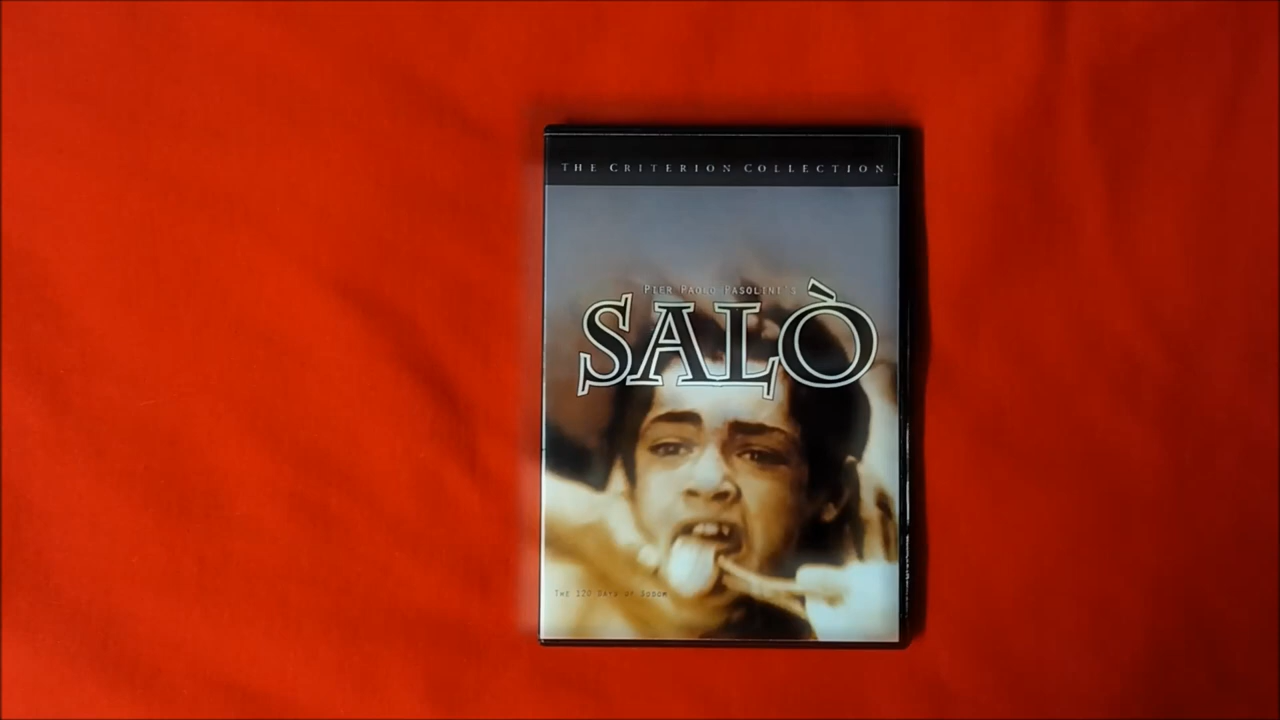 THE CRITERION COLLECTION
PIER PAOLO PASOLINI'S
SALÒ
THE 120 DAYS OF SODOM